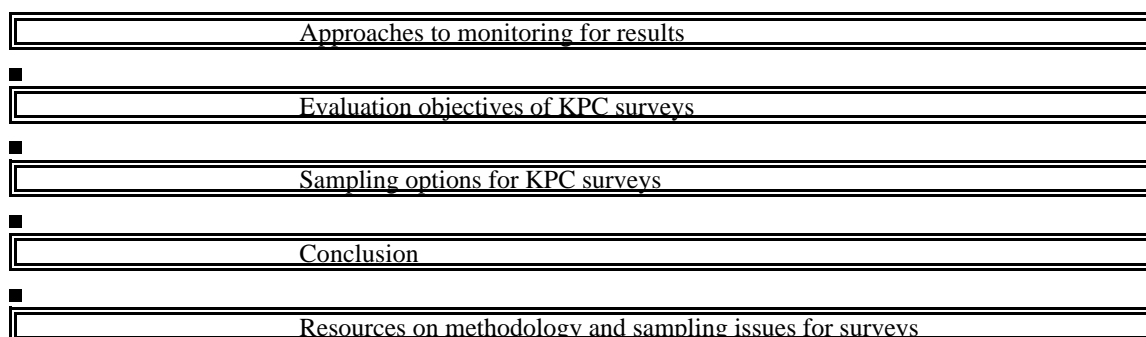 Approaches to monitoring for results
Evaluation objectives of KPC surveys
Sampling options for KPC surveys
Conclusion
Resources on methodology and sampling issues for surveys